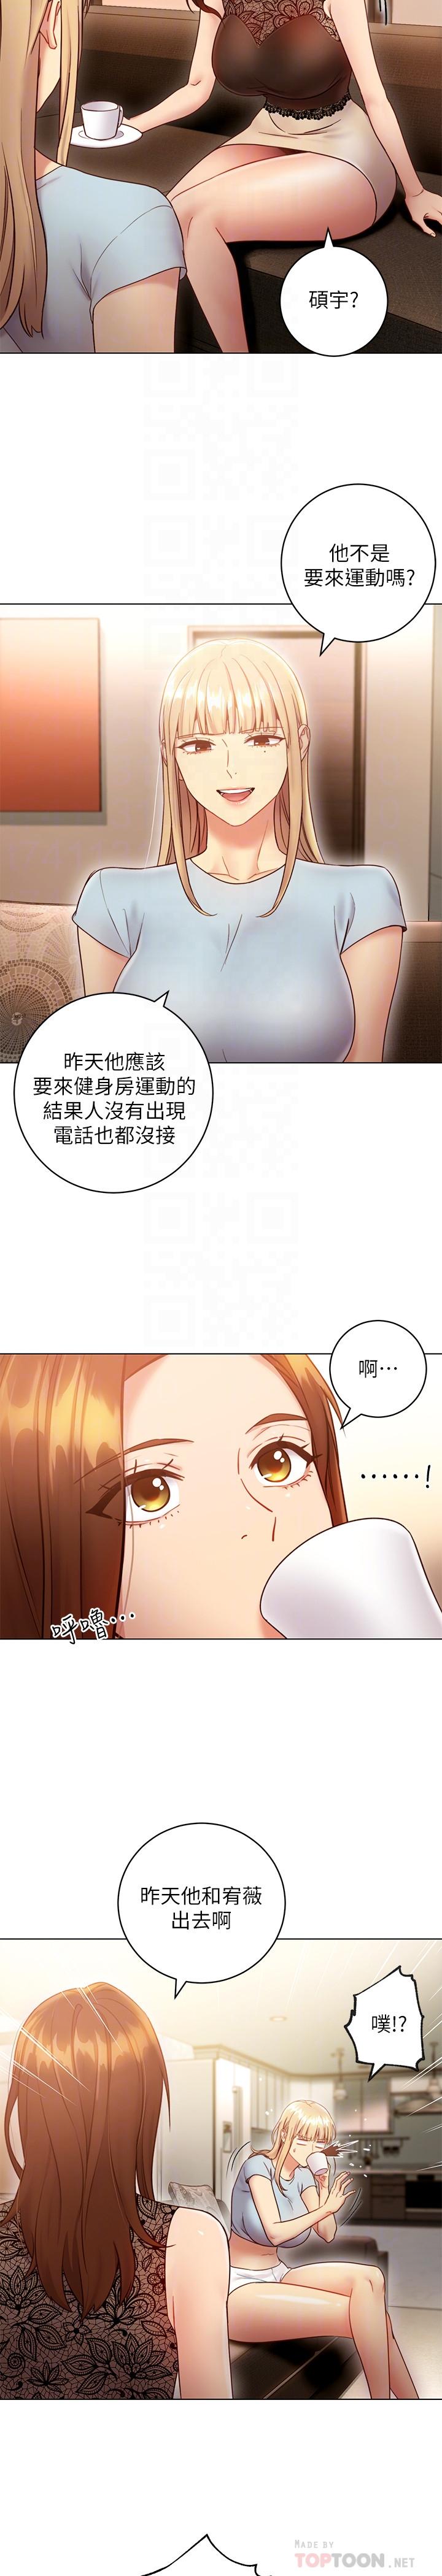 碩宇?
他不是
要來運動嗎?
昨天他應該
要來健身房運動的
結果人沒有出現
電話也都沒接
啊…
……!
呼嚕…
昨天他和宥薇
出去啊
噗!?
MADE BY
TOPTOON.NET